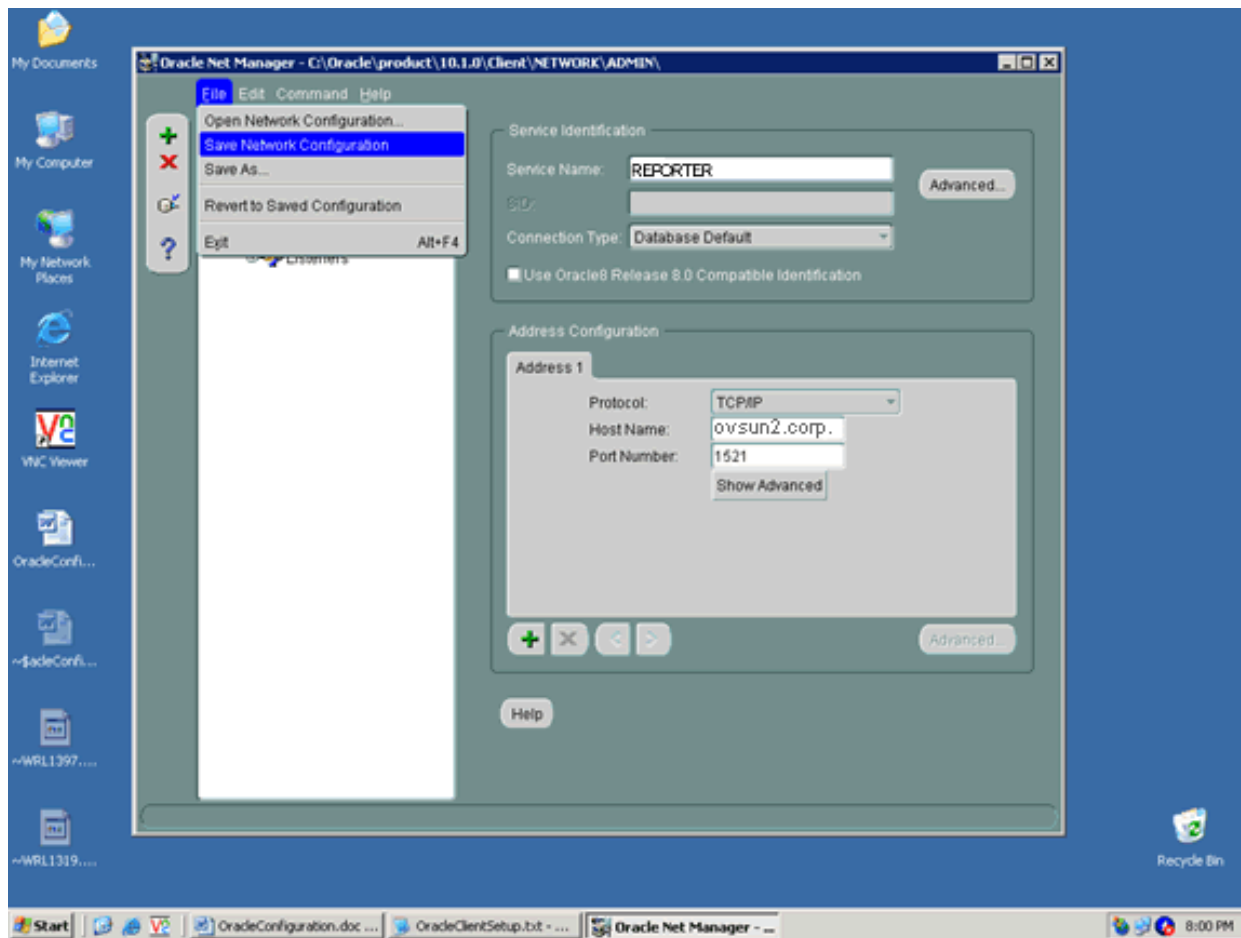 My Documents
My Computer
My Network
Places
Internet
Explorer
VNC Viewer
OracleConfi...
~$acleConfi...
~WRL1397....
~WRL1319....
Oracle Net Manager - C:\Oracle\product\10.1.0\Client\NETWORK\ADMIN\
File Edit Command Help
Open Network Configuration...
Save Network Configuration
Save As...
Revert to Saved Configuration
Exit Alt+F4
Listeners
Service Identification
Service Name: REPORTER
SID:
Advanced...
Connection Type: Database Default
Use Oracle8 Release 8.0 Compatible Identification
Address Configuration
Address 1
Protocol: TCP/IP
Host Name: ovsun2.corp.
Port Number: 1521
Show Advanced
Advanced...
Help
Recycle Bin
Start
OracleConfiguration.doc ...
OracleClientSetup.txt - ...
Oracle Net Manager - ...
8:00 PM